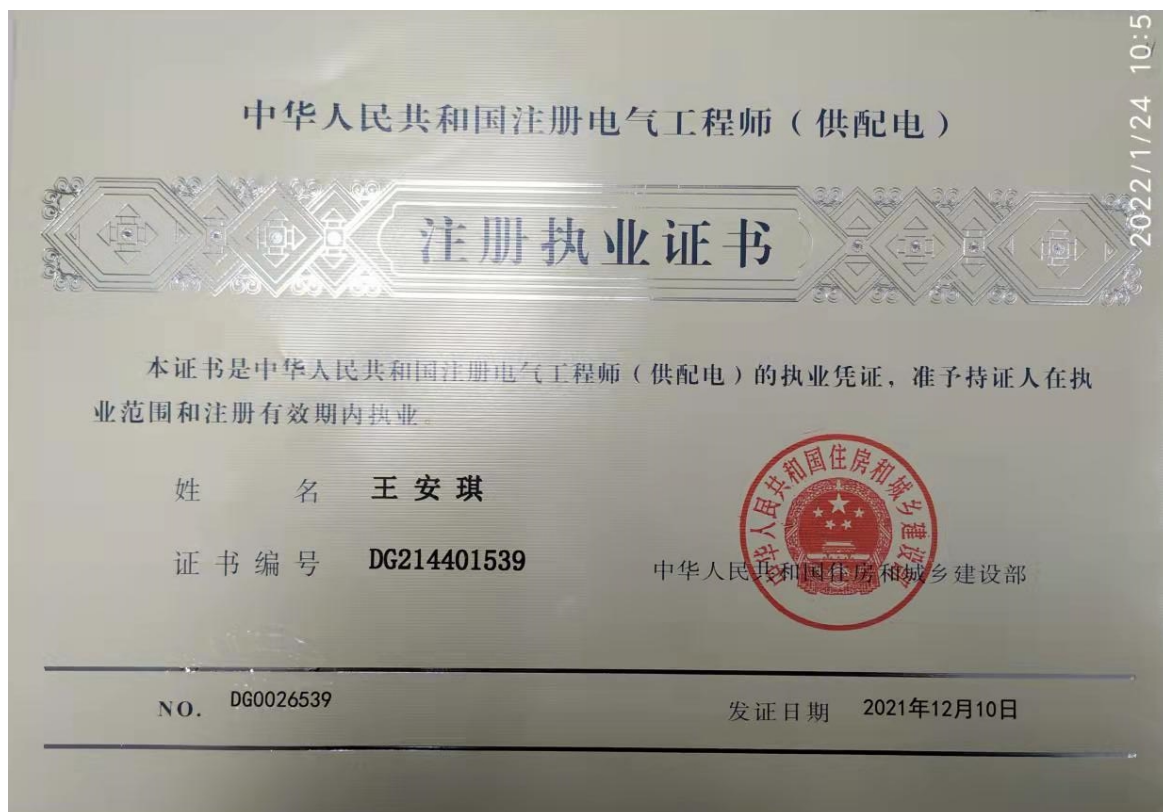 2022/1/24 10:5
中华人民共和国注册电气工程师（供配电）
注册执业证书
本证书是中华人民共和国注册电气工程师（供配电）的执业凭证，准予持证人在执
业范围和注册有效期内执业。
姓 名 王安琪
证书编号 DG214401539
中华人民共和国住房和城乡建设部
中华人民共和国住房和城乡建设部
NO. DG0026539
发证日期 2021年12月10日